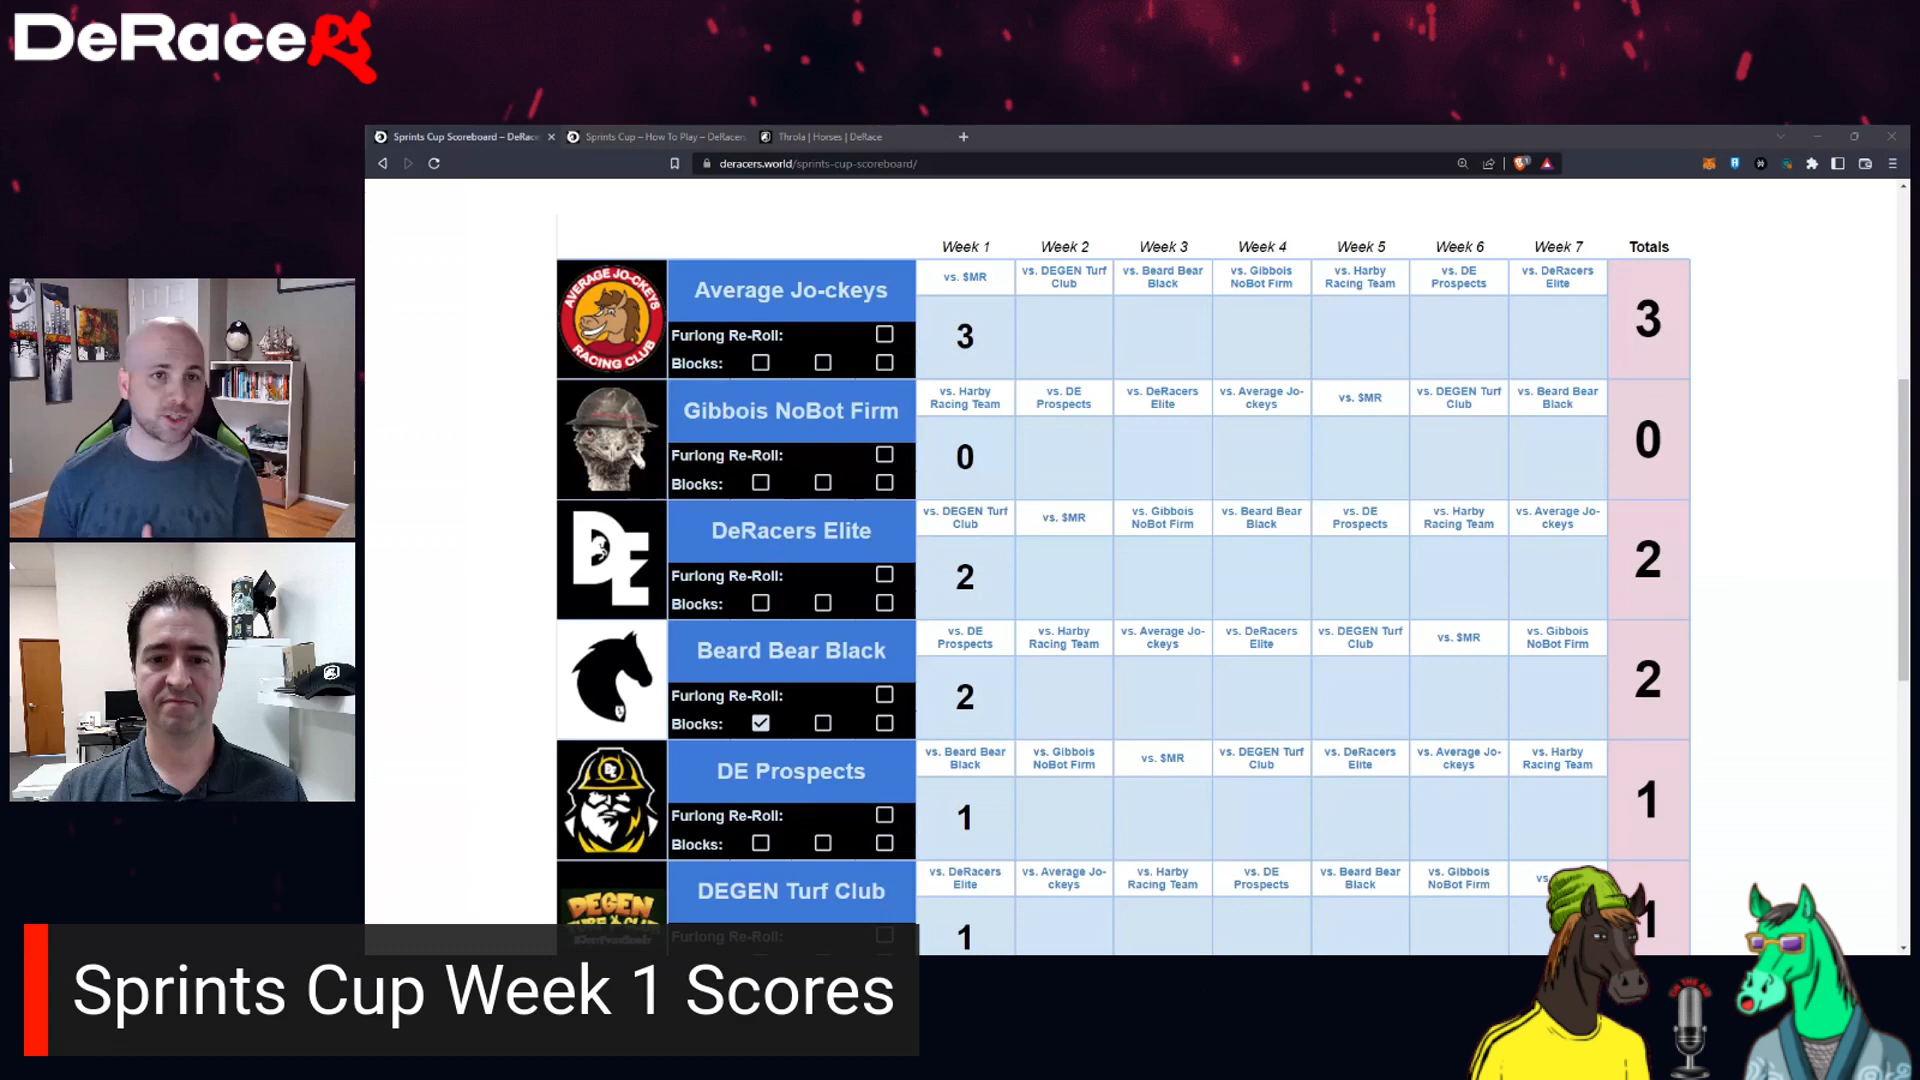 DeRaceRS
Sprints Cup Scoreboard – DeRace
Sprints Cup – How To Play – DeRacers
Throla | Horses | DeRace
deracers.world/sprints-cup-scoreboard/
Week 1 Week 2 Week 3 Week 4 Week 5 Week 6 Week 7 Totals
AVERAGE JO-CKEYS
RACING CLUB
Average Jo-ckeys
Furlong Re-Roll:
Blocks:
vs. $MR
vs. DEGEN Turf
Club
vs. Beard Bear
Black
vs. Gibbois
NoBot Firm
vs. Harby
Racing Team
vs. DE
Prospects
vs. DeRacers
Elite
3
3
Gibbois NoBot Firm
Furlong Re-Roll:
Blocks:
vs. Harby
Racing Team
vs. DE
Prospects
vs. DeRacers
Elite
vs. Average Jo-
ckeys
vs. $MR
vs. DEGEN Turf
Club
vs. Beard Bear
Black
0
0
DE
DeRacers Elite
Furlong Re-Roll:
Blocks:
vs. DEGEN Turf
Club
vs. $MR
vs. Gibbois
NoBot Firm
vs. Beard Bear
Black
vs. DE
Prospects
vs. Harby
Racing Team
vs. Average Jo-
ckeys
2
2
Beard Bear Black
Furlong Re-Roll:
Blocks:
vs. DE
Prospects
vs. Harby
Racing Team
vs. Average Jo-
ckeys
vs. DeRacers
Elite
vs. DEGEN Turf
Club
vs. $MR
vs. Gibbois
NoBot Firm
2
2
DE
DE Prospects
Furlong Re-Roll:
Blocks:
vs. Beard Bear
Black
vs. Gibbois
NoBot Firm
vs. $MR
vs. DEGEN Turf
Club
vs. DeRacers
Elite
vs. Average Jo-
ckeys
vs. Harby
Racing Team
1
1
DEGEN
DEGEN Turf Club
Furlong Re-Roll:
vs. DeRacers
Elite
vs. Average Jo-
ckeys
vs. Harby
Racing Team
vs. DE
Prospects
vs. Beard Bear
Black
vs. Gibbois
NoBot Firm
vs.
1
1
Sprints Cup Week 1 Scores
ON THE AIR